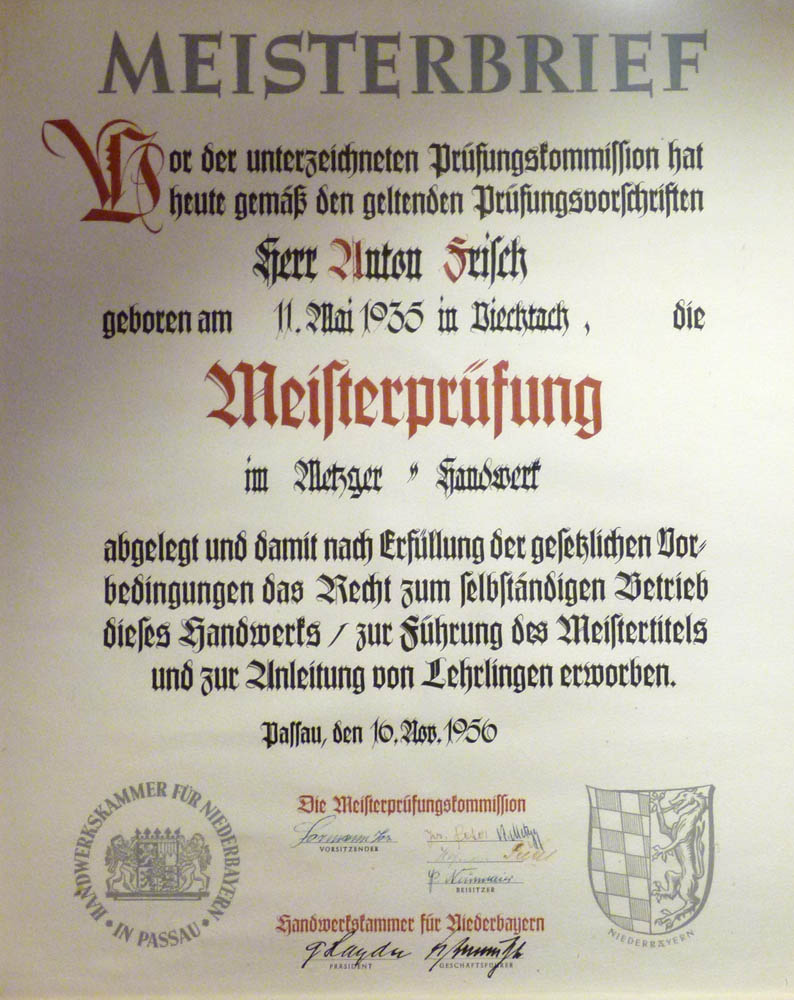 MEISTERBRIEF
Vor der unterzeichneten Prüfungskommission hat
heute gemäß den geltenden Prüfungsvorschriften
Herr Anton Frisch
geboren am 11. Mai 1935 in Viechtach, die
Meisterprüfung
im Metzger " Handwerk
abgelegt und damit nach Erfüllung der gesetzlichen Vor-
bedingungen das Recht zum selbständigen Betrieb
dieses Handwerks / zur Führung des Meistertitels
und zur Anleitung von Lehrlingen erworben.
Passau, den 16. Nov. 1956
HANDWERKSKAMMER FÜR NIEDERBAYERN
· IN PASSAU ·
Die Meisterprüfungskommission
VORSITZENDER
BEISITZER
Handwerkskammer für Niederbayern
PRÄSIDENT GESCHÄFTSFÜHRER
NIEDERBAYERN